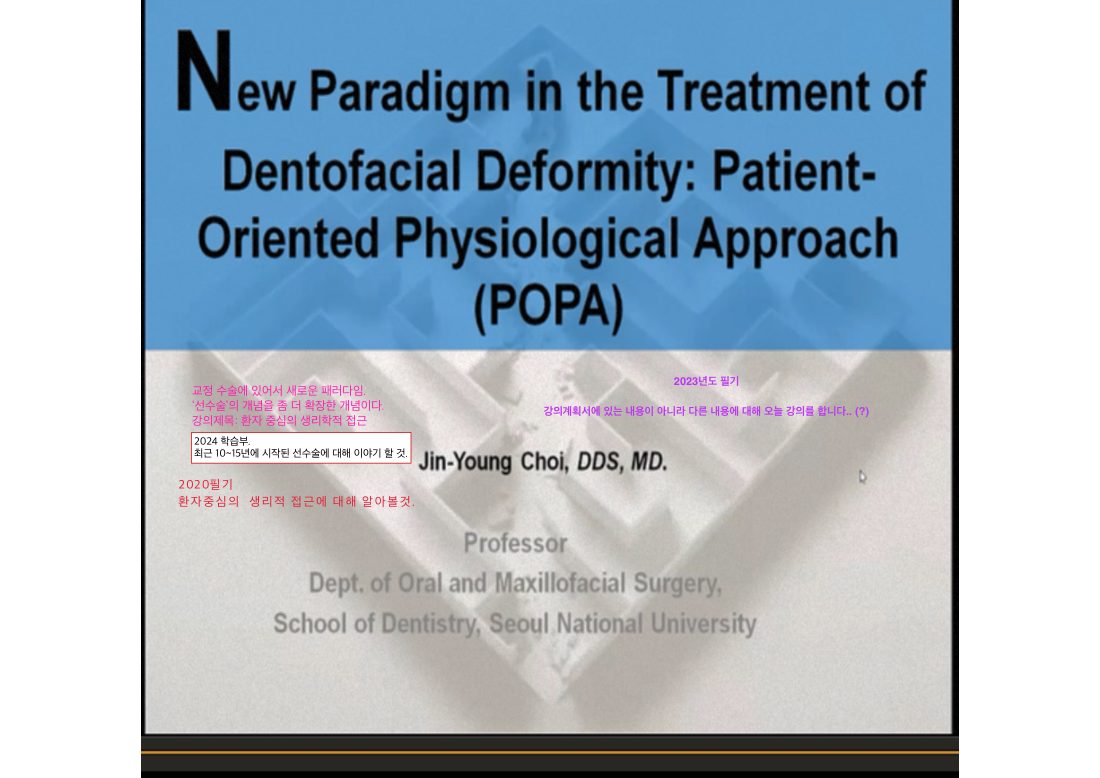 New Paradigm in the Treatment of
Dentofacial Deformity: Patient-
Oriented Physiological Approach
(POPA)
교정 수술에 있어서 새로운 패러다임.
'선수술'의 개념을 좀 더 확장한 개념이다.
강의제목: 환자 중심의 생리학적 접근
2023년도 필기
강의계획서에 있는 내용이 아니라 다른 내용에 대해 오늘 강의를 합니다.. (?)
2024 학습부.
최근 10~15년에 시작된 선수술에 대해 이야기 할 것.
Jin-Young Choi, DDS, MD.
2020필기
환자중심의 생리적 접근에 대해 알아볼것.
Professor
Dept. of Oral and Maxillofacial Surgery,
School of Dentistry, Seoul National University